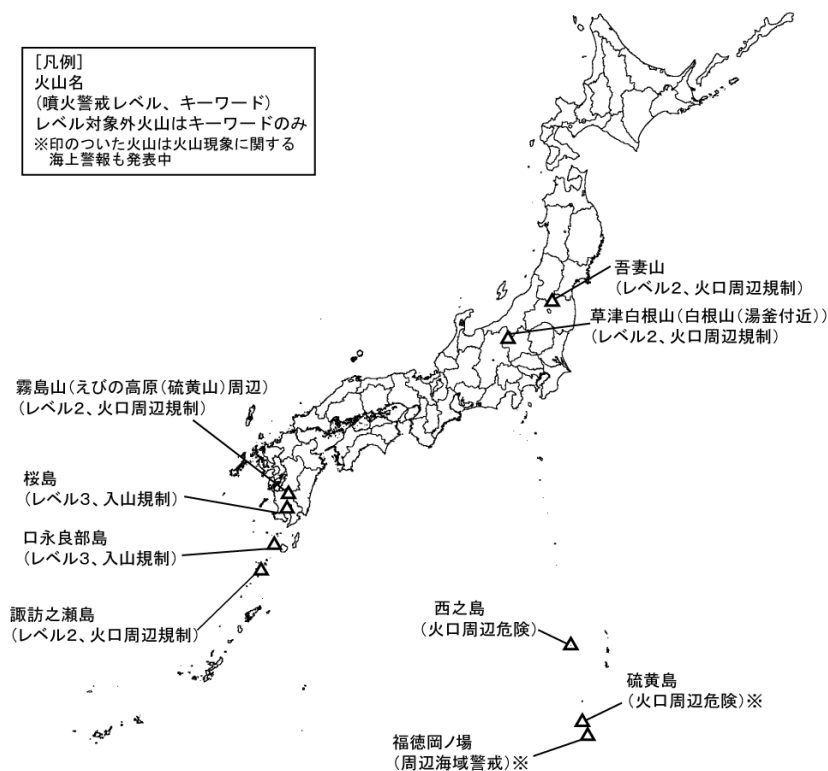 ［凡例］
火山名
（噴火警戒レベル、キーワード）
レベル対象外火山はキーワードのみ
※印のついた火山は火山現象に関する
海上警報も発表中
吾妻山
（レベル２、火口周辺規制）
草津白根山（白根山（湯釜付近））
（レベル２、火口周辺規制）
霧島山（えびの高原（硫黄山）周辺）
（レベル２、火口周辺規制）
桜島
（レベル３、入山規制）
口永良部島
（レベル３、入山規制）
諏訪之瀬島
（レベル２、火口周辺規制）
西之島
（火口周辺危険）
硫黄島
（火口周辺危険）※
福徳岡ノ場
（周辺海域警戒）※